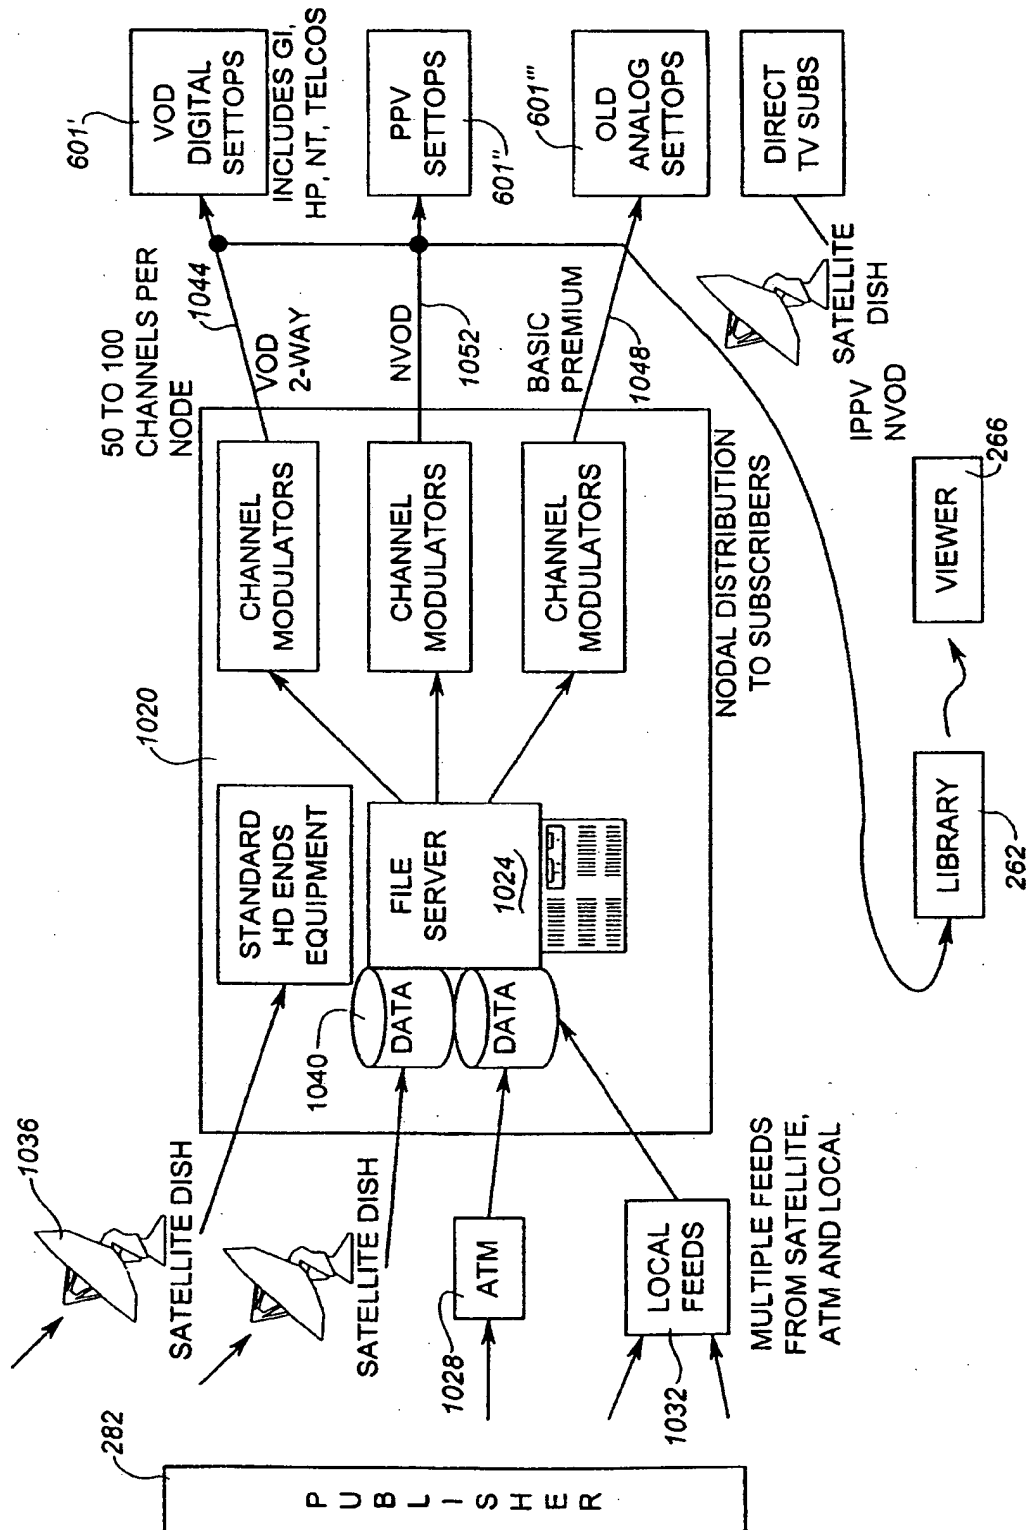 282
PUBLISHER
1036
SATELLITE DISH
SATELLITE DISH
1028
ATM
1032
LOCAL
FEEDS
MULTIPLE FEEDS
FROM SATELLITE,
ATM AND LOCAL
1020
STANDARD
HD ENDS
EQUIPMENT
1040
DATA
DATA
FILE
SERVER
1024
CHANNEL
MODULATORS
CHANNEL
MODULATORS
CHANNEL
MODULATORS
NODAL DISTRIBUTION
TO SUBSCRIBERS
50 TO 100
CHANNELS PER
NODE
1044
VOD
2-WAY
NVOD
1052
BASIC
PREMIUM
1048
601'
VOD
DIGITAL
SETTOPS
INCLUDES GI,
HP, NT, TELCOS
PPV
SETTOPS
601''
601'''
OLD
ANALOG
SETTOPS
DIRECT
TV SUBS
SATELLITE
DISH
IPPV
NVOD
LIBRARY
262
VIEWER
266